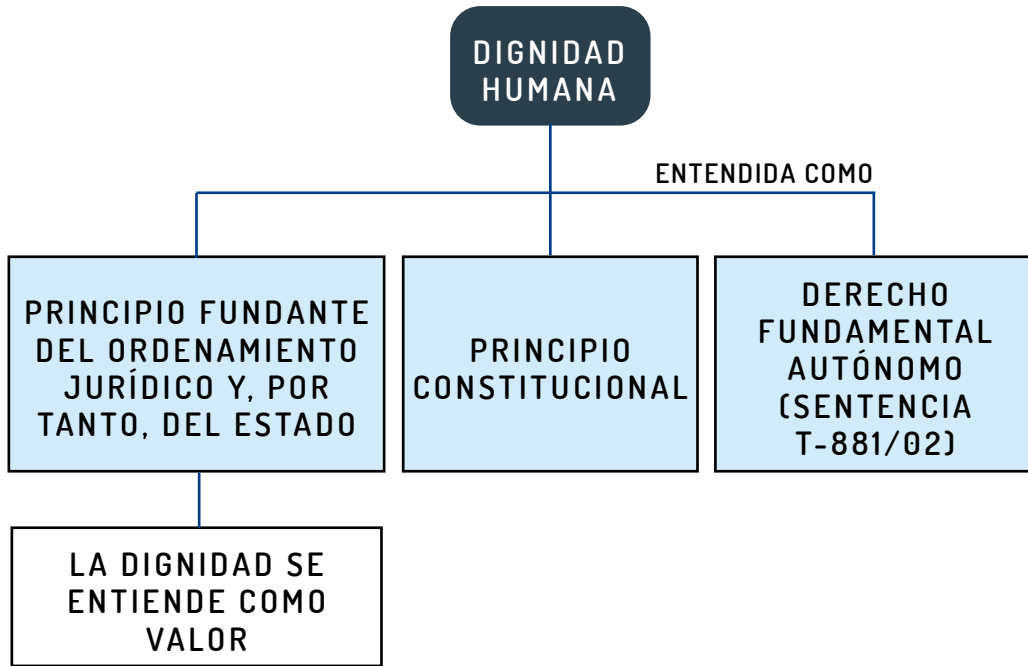 DIGNIDAD
HUMANA
ENTENDIDA COMO
PRINCIPIO FUNDANTE
DEL ORDENAMIENTO
JURÍDICO Y, POR
TANTO, DEL ESTADO
PRINCIPIO
CONSTITUCIONAL
DERECHO
FUNDAMENTAL
AUTÓNOMO
(SENTENCIA
T-881/02)
LA DIGNIDAD SE
ENTIENDE COMO
VALOR